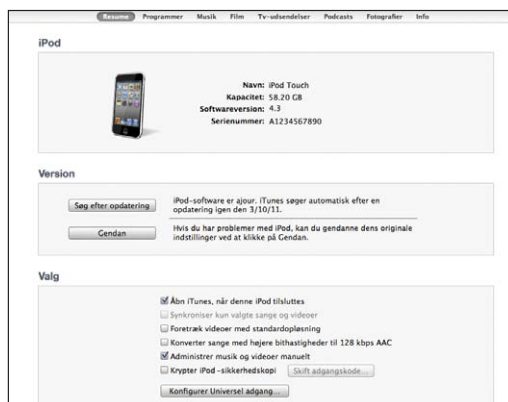 Resume Programmer Musik Film Tv-udsendelser Podcasts Fotografier Info
iPod
Navn: iPod Touch
Kapacitet: 58.20 GB
Softwareversion: 4.3
Serienummer: A1234567890
Version
Søg efter opdatering
iPod-software er ajour. iTunes søger automatisk efter en
opdatering igen den 3/10/11.
Gendan
Hvis du har problemer med iPod, kan du gendanne dens originale
indstillinger ved at klikke på Gendan.
Valg
Åbn iTunes, når denne iPod tilsluttes
Synkroniser kun valgte sange og videoer
Foretræk videoer med standardopløsning
Konverter sange med højere bithastigheder til 128 kbps AAC
Administrer musik og videoer manuelt
Krypter iPod-sikkerhedskopi Skift adgangskode...
Konfigurer Universel adgang...